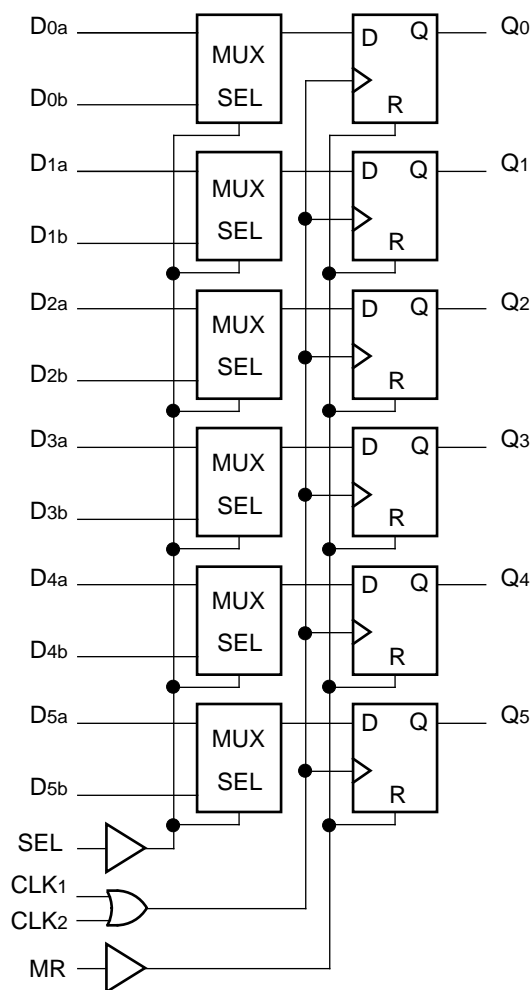 D0a MUX D Q Q0
D0b SEL R
D1a MUX D Q Q1
D1b SEL R
D2a MUX D Q Q2
D2b SEL R
D3a MUX D Q Q3
D3b SEL R
D4a MUX D Q Q4
D4b SEL R
D5a MUX D Q Q5
D5b SEL R
SEL
CLK1
CLK2
MR